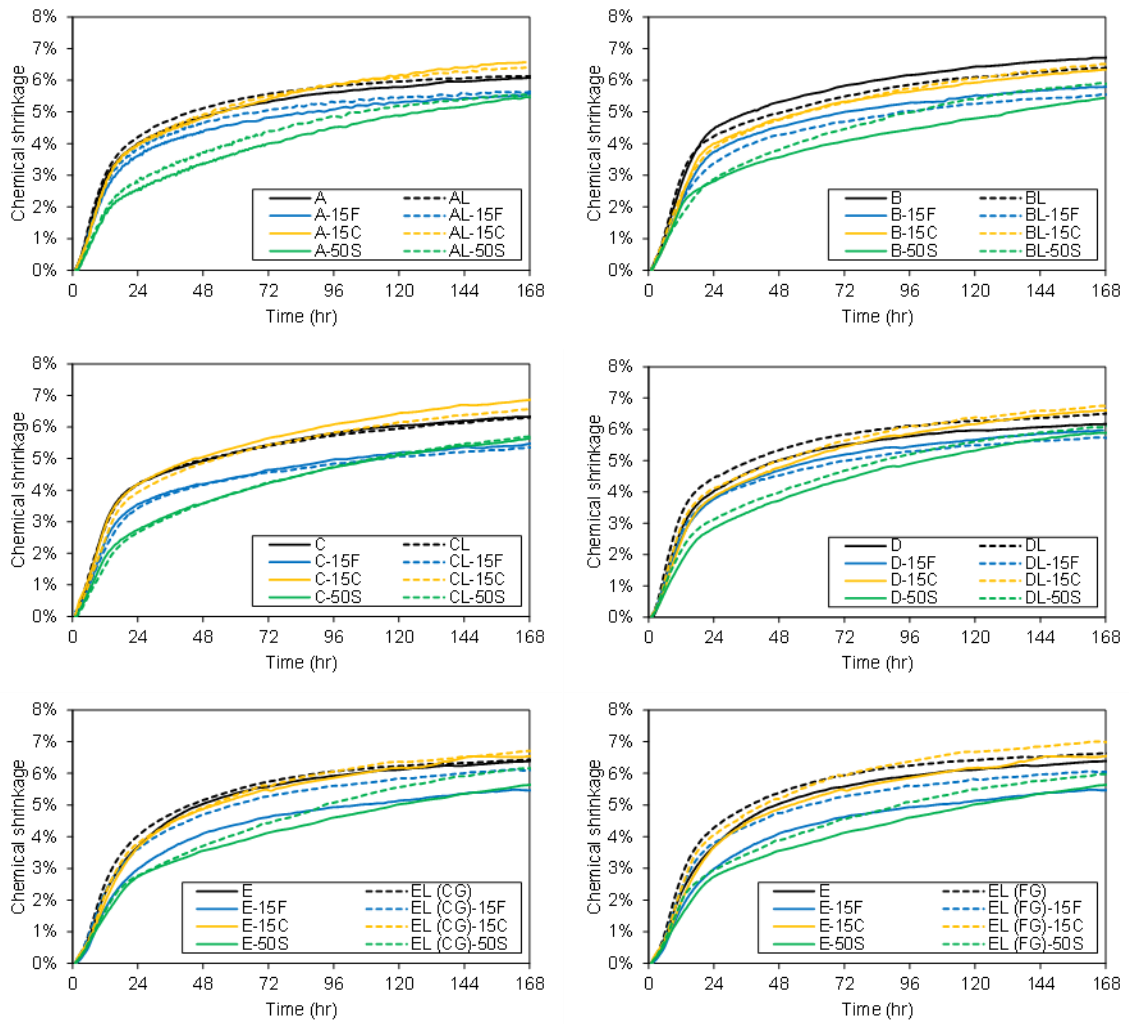 8%
7%
6%
5%
4%
3%
2%
1%
0%
Chemical shrinkage
A AL
A-15F AL-15F
A-15C AL-15C
A-50S AL-50S
0 24 48 72 96 120 144 168
Time (hr)
8%
7%
6%
5%
4%
3%
2%
1%
0%
Chemical shrinkage
B BL
B-15F BL-15F
B-15C BL-15C
B-50S BL-50S
0 24 48 72 96 120 144 168
Time (hr)
8%
7%
6%
5%
4%
3%
2%
1%
0%
Chemical shrinkage
C CL
C-15F CL-15F
C-15C CL-15C
C-50S CL-50S
0 24 48 72 96 120 144 168
Time (hr)
8%
7%
6%
5%
4%
3%
2%
1%
0%
Chemical shrinkage
D DL
D-15F DL-15F
D-15C DL-15C
D-50S DL-50S
0 24 48 72 96 120 144 168
Time (hr)
8%
7%
6%
5%
4%
3%
2%
1%
0%
Chemical shrinkage
E EL (CG)
E-15F EL (CG)-15F
E-15C EL (CG)-15C
E-50S EL (CG)-50S
0 24 48 72 96 120 144 168
Time (hr)
8%
7%
6%
5%
4%
3%
2%
1%
0%
Chemical shrinkage
E EL (FG)
E-15F EL (FG)-15F
E-15C EL (FG)-15C
E-50S EL (FG)-50S
0 24 48 72 96 120 144 168
Time (hr)